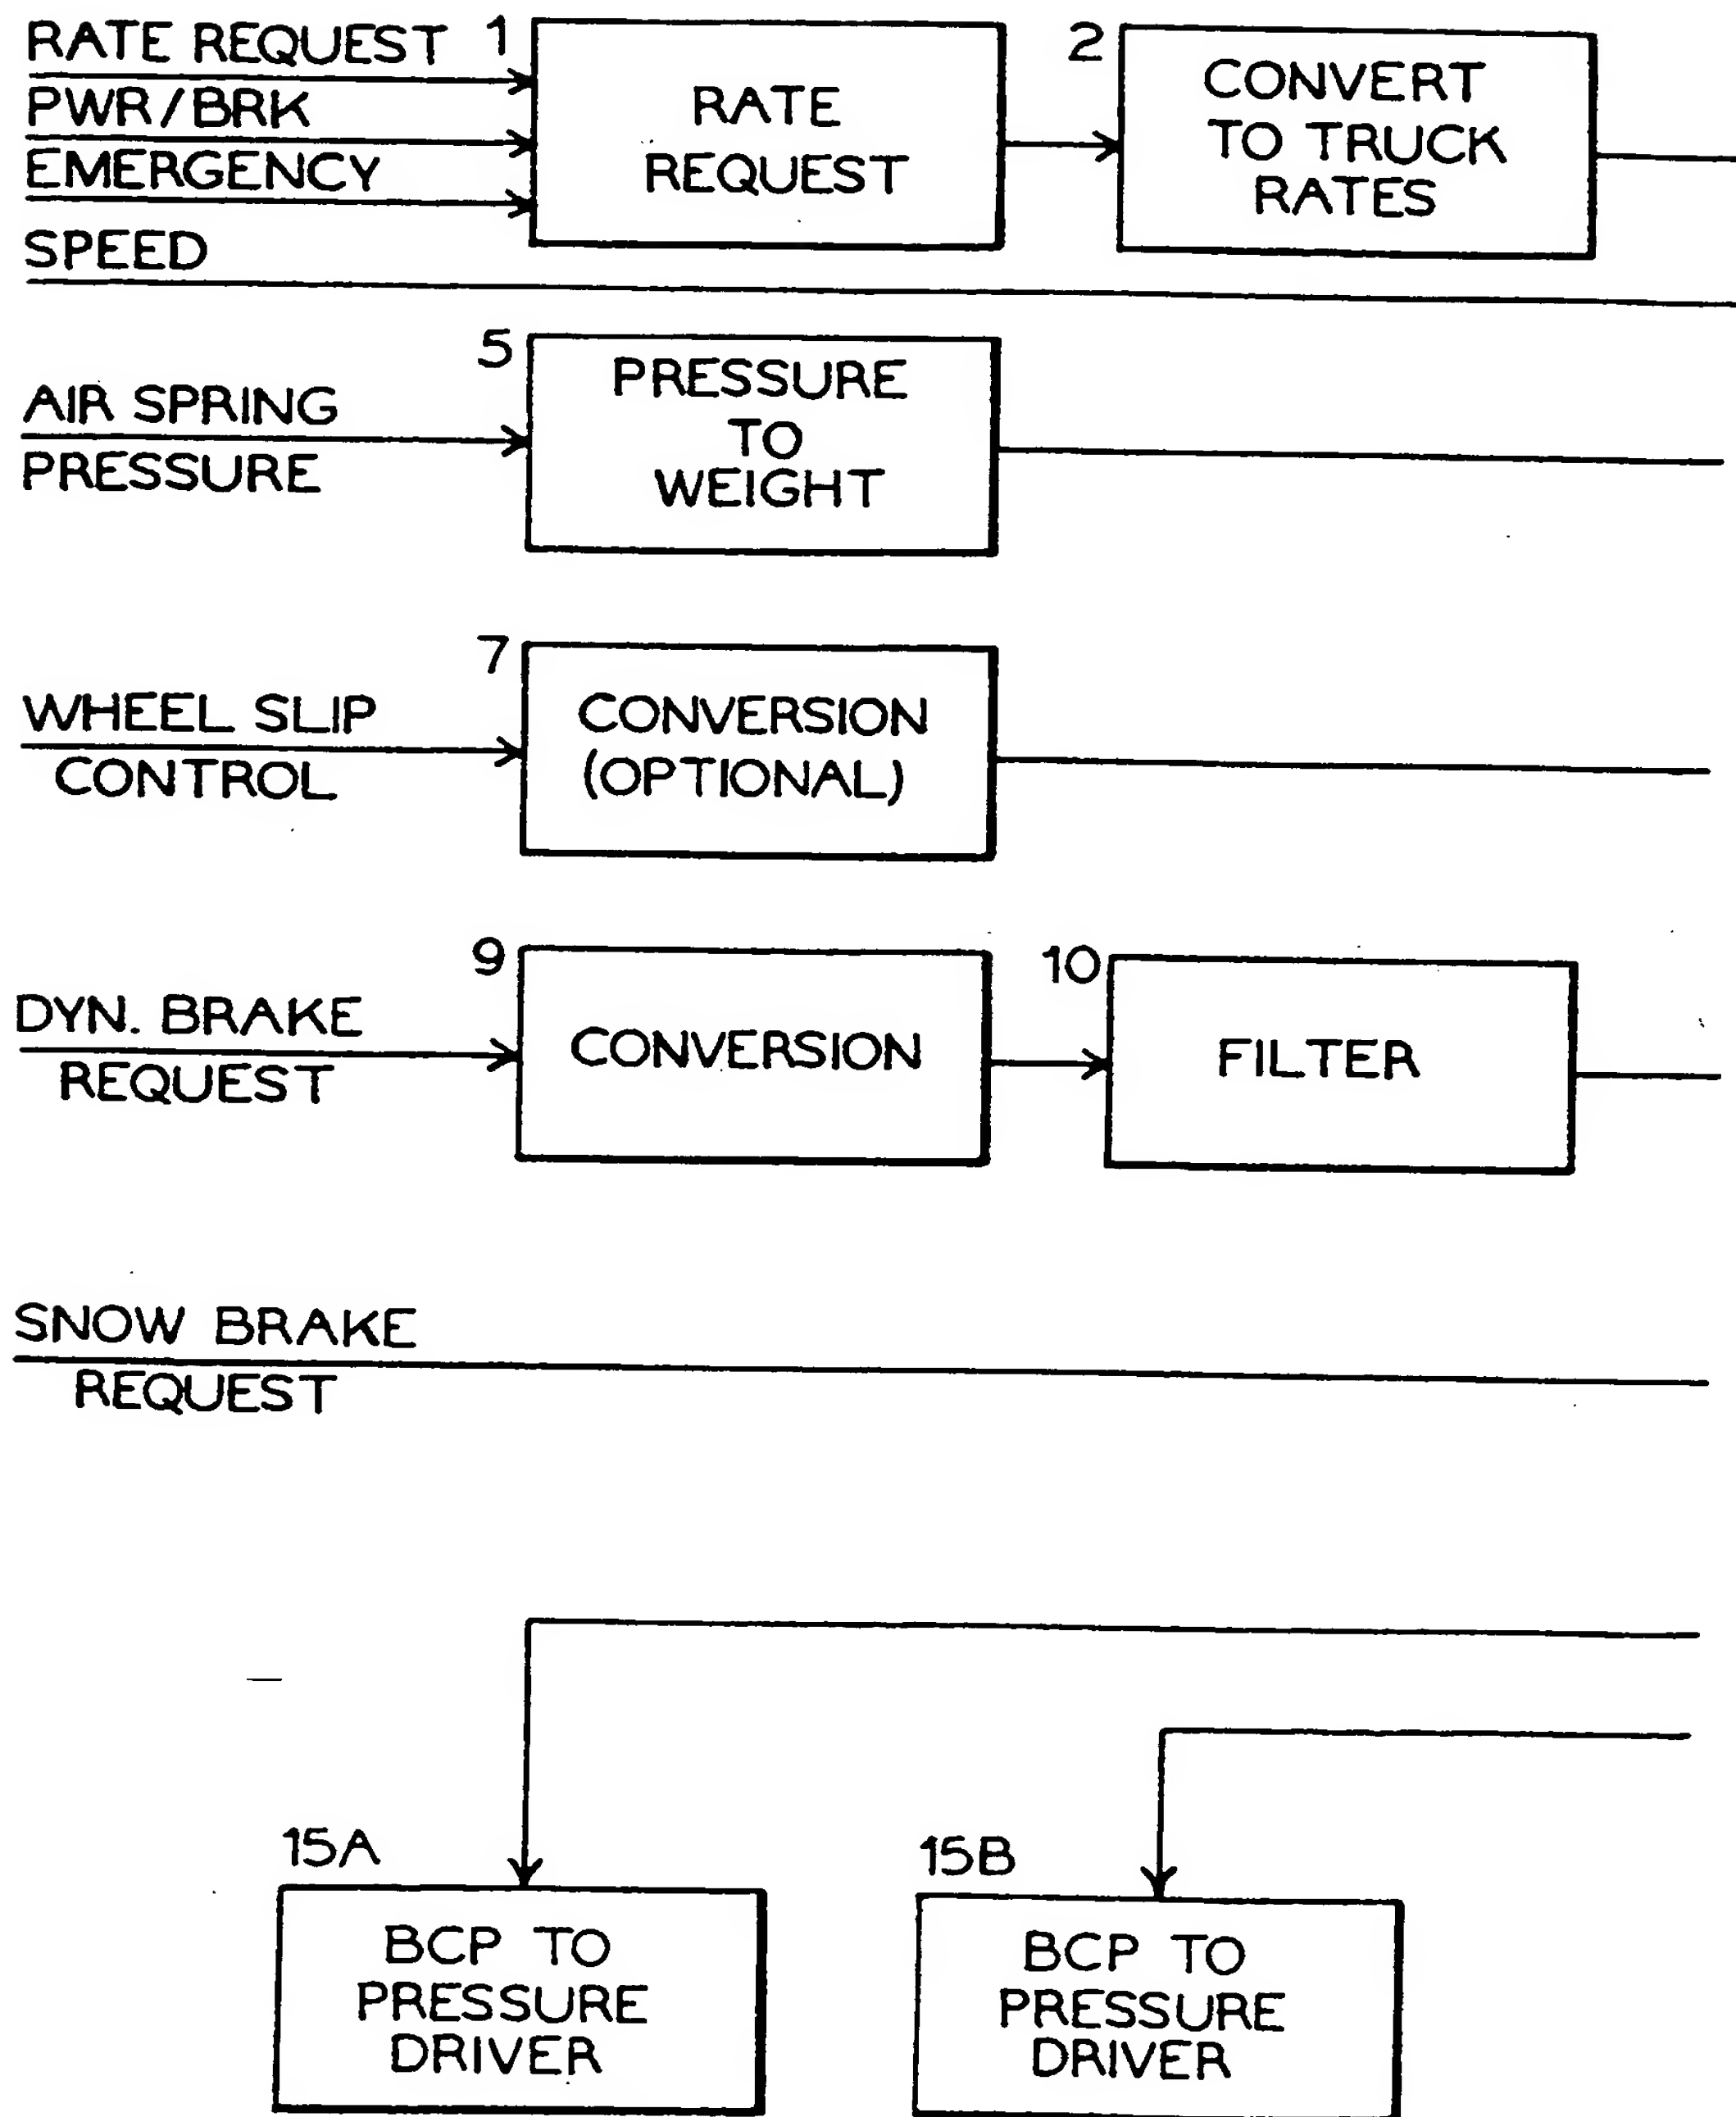 RATE REQUEST
PWR/BRK
EMERGENCY
SPEED
1
RATE
REQUEST
2
CONVERT
TO TRUCK
RATES
AIR SPRING
PRESSURE
5
PRESSURE
TO
WEIGHT
WHEEL SLIP
CONTROL
7
CONVERSION
(OPTIONAL)
DYN. BRAKE
REQUEST
9
CONVERSION
10
FILTER
SNOW BRAKE
REQUEST
15A
BCP TO
PRESSURE
DRIVER
15B
BCP TO
PRESSURE
DRIVER